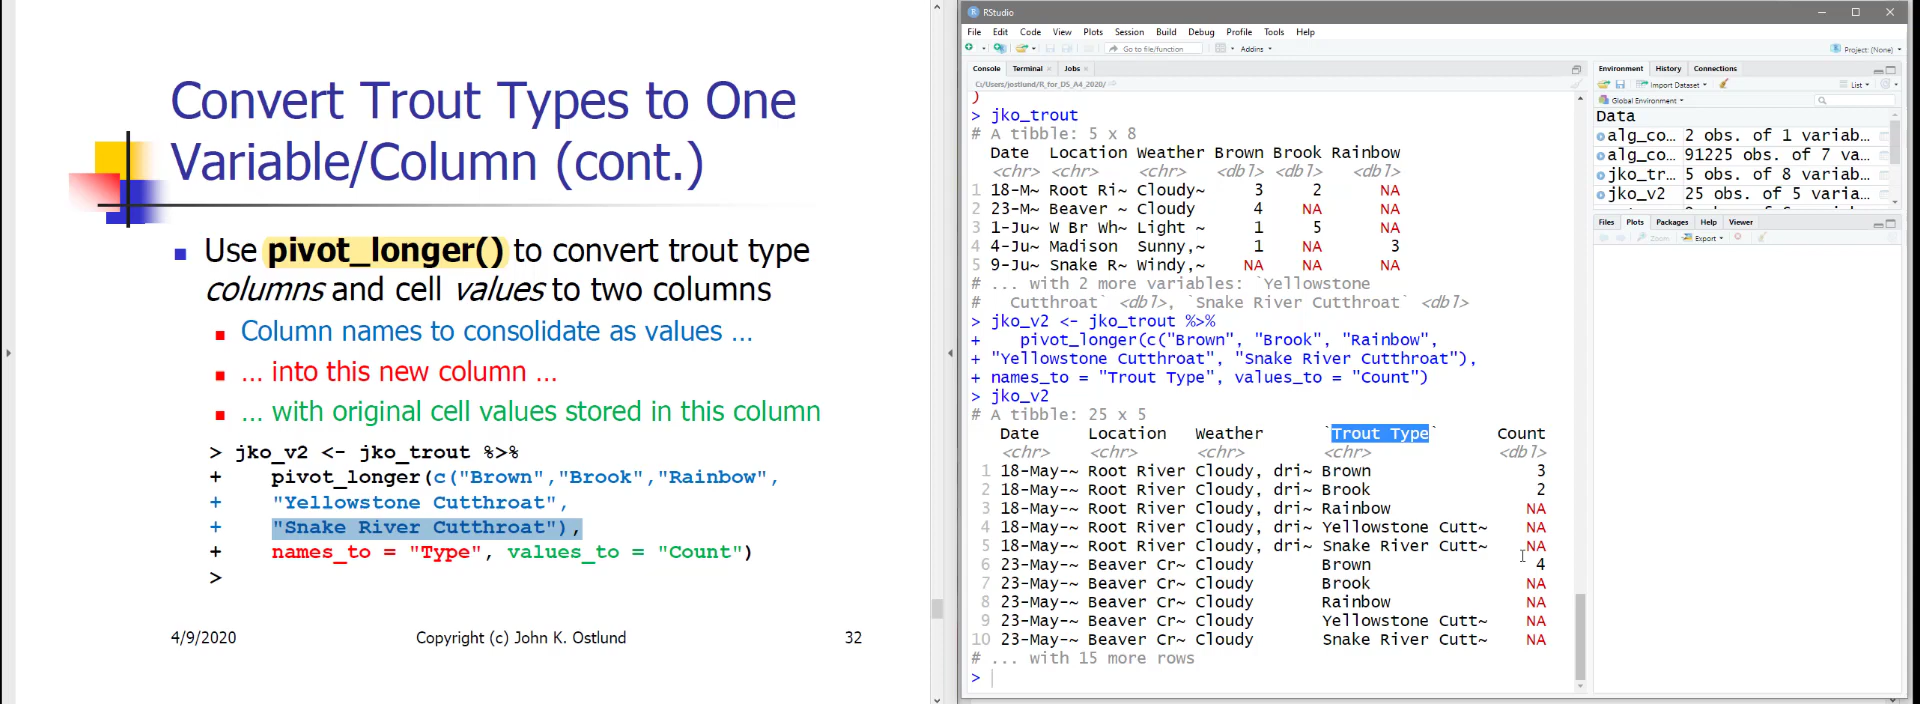 Convert Trout Types to One
Variable/Column (cont.)
Use pivot_longer() to convert trout type
columns and cell values to two columns
Column names to consolidate as values …
… into this new column …
… with original cell values stored in this column
> jko_v2 <- jko_trout %>%
+ pivot_longer(c("Brown","Brook","Rainbow",
+ "Yellowstone Cutthroat",
+ "Snake River Cutthroat"),
+ names_to = "Type", values_to = "Count")
>
4/9/2020 Copyright (c) John K. Ostlund 32
RStudio
File Edit Code View Plots Session Build Debug Profile Tools Help
Go to file/function Addins Project: (None)
Console Terminal Jobs
C:/Users/jostlund/R_for_DS_A4_2020/
)
> jko_trout
# A tibble: 5 x 8
Date Location Weather Brown Brook Rainbow
<chr> <chr> <chr> <dbl> <dbl> <dbl>
1 18-M~ Root Ri~ Cloudy~ 3 2 NA
2 23-M~ Beaver ~ Cloudy 4 NA NA
3 1-Ju~ W Br Wh~ Light ~ 1 5 NA
4 4-Ju~ Madison Sunny,~ 1 NA 3
5 9-Ju~ Snake R~ Windy,~ NA NA NA
# ... with 2 more variables: `Yellowstone
# Cutthroat` <dbl>, `Snake River Cutthroat` <dbl>
> jko_v2 <- jko_trout %>%
+ pivot_longer(c("Brown", "Brook", "Rainbow",
+ "Yellowstone Cutthroat", "Snake River Cutthroat"),
+ names_to = "Trout Type", values_to = "Count")
> jko_v2
# A tibble: 25 x 5
Date Location Weather `Trout Type` Count
<chr> <chr> <chr> <chr> <dbl>
1 18-May-~ Root River Cloudy, dri~ Brown 3
2 18-May-~ Root River Cloudy, dri~ Brook 2
3 18-May-~ Root River Cloudy, dri~ Rainbow NA
4 18-May-~ Root River Cloudy, dri~ Yellowstone Cutt~ NA
5 18-May-~ Root River Cloudy, dri~ Snake River Cutt~ NA
6 23-May-~ Beaver Cr~ Cloudy Brown 4
7 23-May-~ Beaver Cr~ Cloudy Brook NA
8 23-May-~ Beaver Cr~ Cloudy Rainbow NA
9 23-May-~ Beaver Cr~ Cloudy Yellowstone Cutt~ NA
10 23-May-~ Beaver Cr~ Cloudy Snake River Cutt~ NA
# ... with 15 more rows
>
Environment History Connections
Import Dataset List
Global Environment
Data
alg_co… 2 obs. of 1 variab…
alg_co… 91225 obs. of 7 va…
jko_tr… 5 obs. of 8 variab…
jko_v2 25 obs. of 5 varia…
Files Plots Packages Help Viewer
Zoom Export